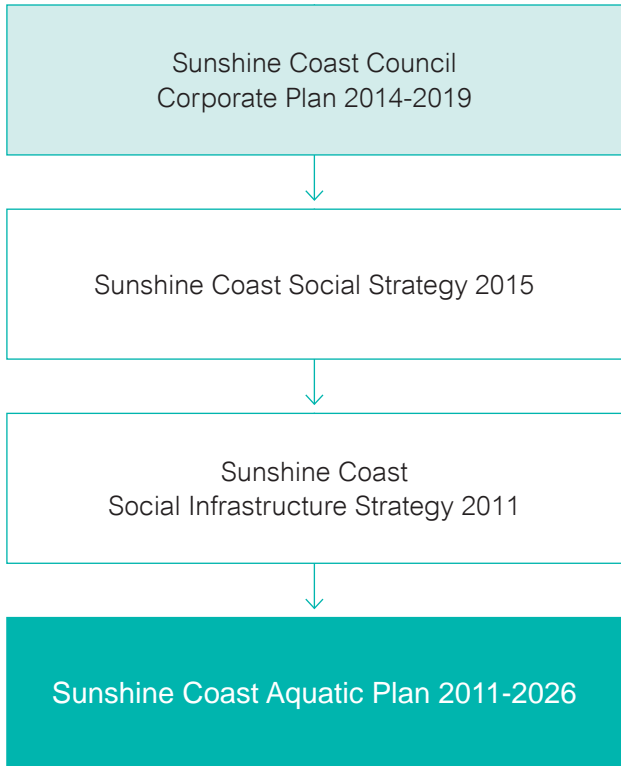 Sunshine Coast Council
Corporate Plan 2014-2019
Sunshine Coast Social Strategy 2015
Sunshine Coast
Social Infrastructure Strategy 2011
Sunshine Coast Aquatic Plan 2011-2026